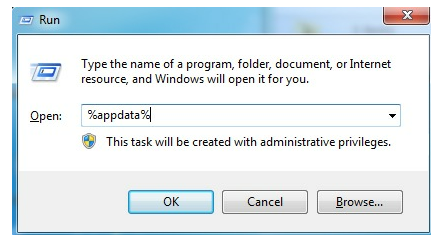 Run
Type the name of a program, folder, document, or Internet
resource, and Windows will open it for you.
Open:
%appdata%
This task will be created with administrative privileges.
OK
Cancel
Browse...